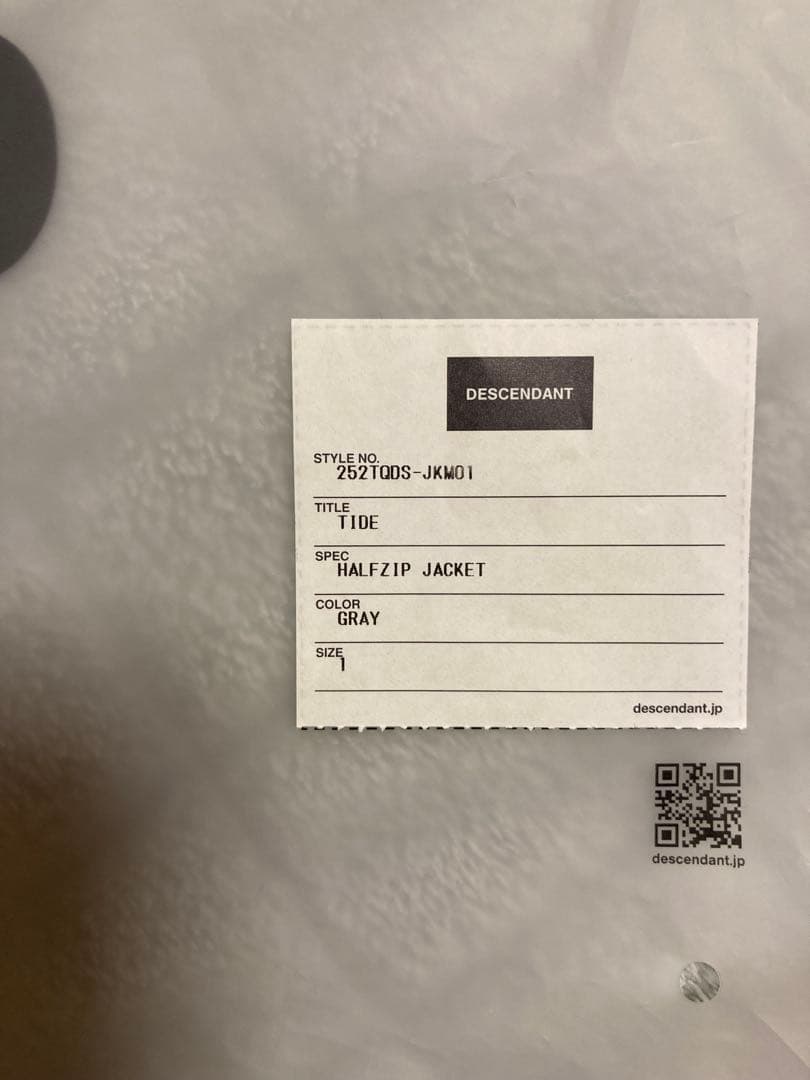 DESCENDANT
STYLE NO.
252TQDS-JKM01
TITLE
TIDE
SPEC
HALFZIP JACKET
COLOR
GRAY
SIZE
1
descendant.jp
descendant.jp